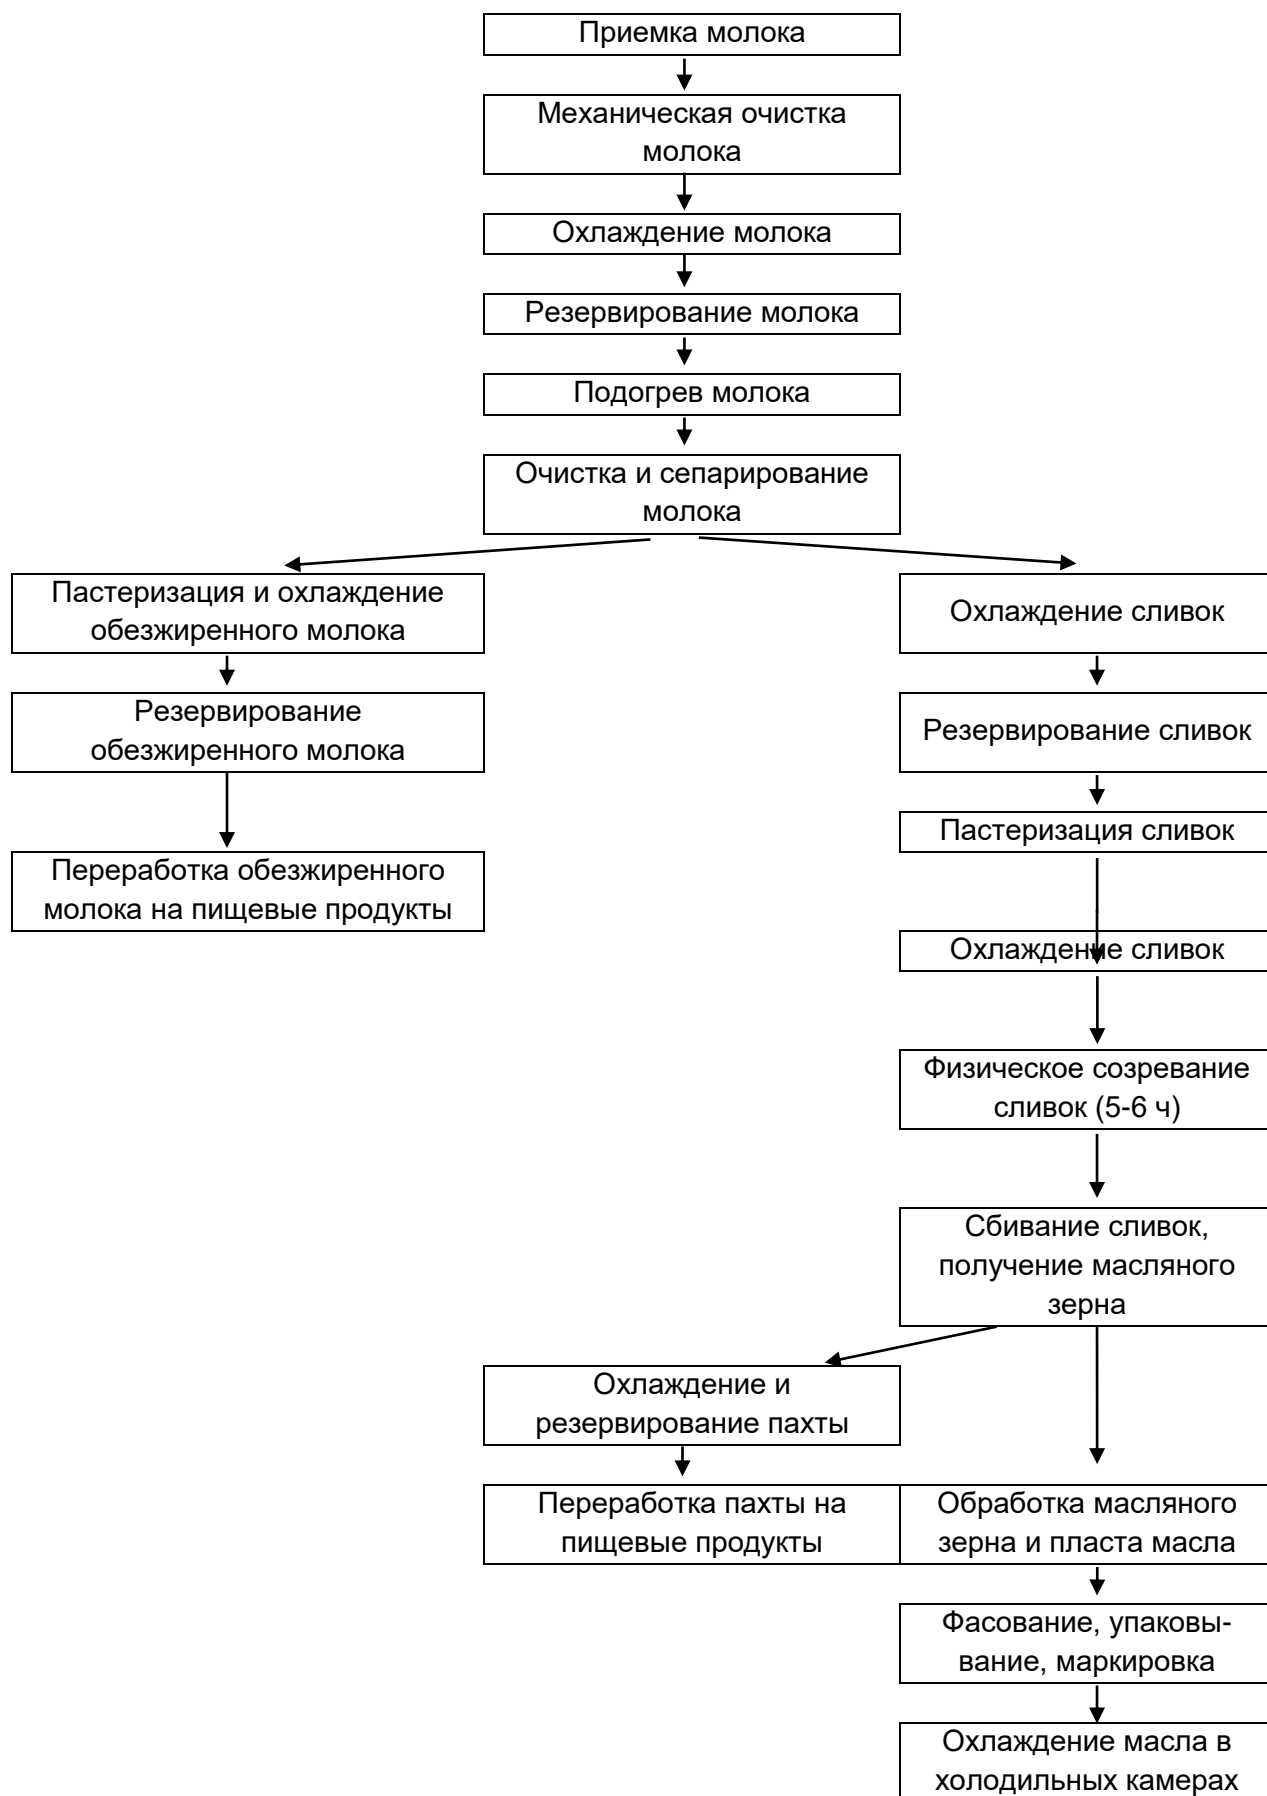 Приемка молока
Механическая очистка
молока
Охлаждение молока
Резервирование молока
Подогрев молока
Очистка и сепарирование
молока
Пастеризация и охлаждение
обезжиренного молока
Охлаждение сливок
Резервирование
обезжиренного молока
Резервирование сливок
Пастеризация сливок
Переработка обезжиренного
молока на пищевые продукты
Охлаждение сливок
Физическое созревание
сливок (5-6 ч)
Сбивание сливок,
получение масляного
зерна
Охлаждение и
резервирование пахты
Переработка пахты на
пищевые продукты
Обработка масляного
зерна и пласта масла
Фасование, упаковы-
вание, маркировка
Охлаждение масла в
холодильных камерах